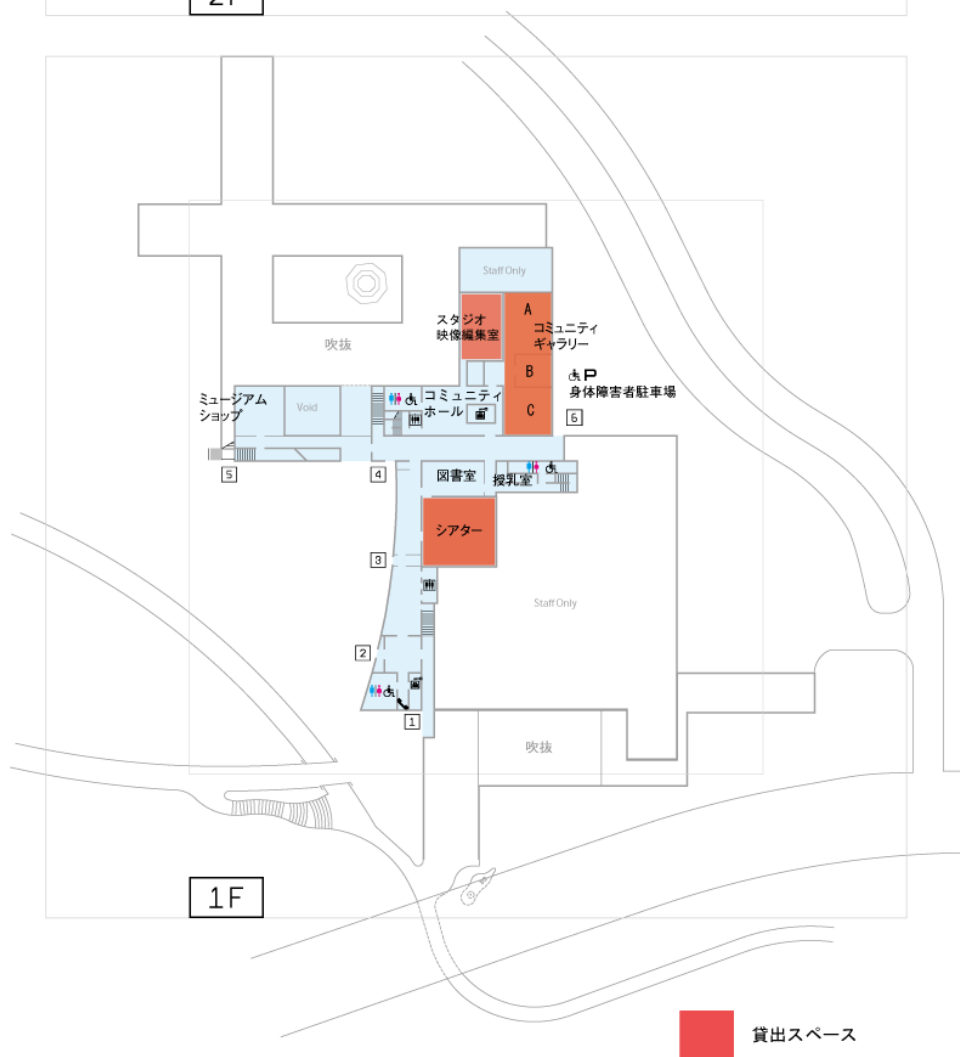 2F
Staff Only
A
スタジオ
映像編集室
コミュニティ
ギャラリー
吹抜
B
P
身体障害者駐車場
ミュージアム
ショップ
Void
コミュニティ
ホール
C
6
5
4
図書室
授乳室
シアター
3
Staff Only
2
1
吹抜
1F
貸出スペース